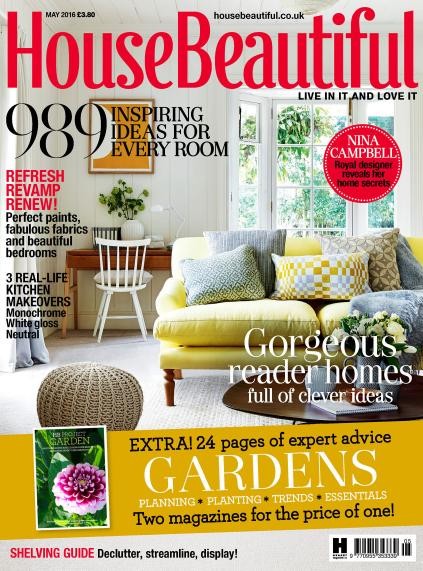 MAY 2016 £3.80
housebeautiful.co.uk
HouseBeautiful
LIVE IN IT AND LOVE IT
989 INSPIRING
IDEAS FOR
EVERY ROOM
NINA
CAMPBELL
Royal designer
reveals her
home secrets
REFRESH
REVAMP
RENEW!
Perfect paints,
fabulous fabrics
and beautiful
bedrooms
3 REAL-LIFE
KITCHEN
MAKEOVERS
Monochrome
White gloss
Neutral
Gorgeous
reader homes
full of clever ideas
GARDEN
EXTRA! 24 pages of expert advice
GARDENS
PLANNING * PLANTING * TRENDS * ESSENTIALS
Two magazines for the price of one!
SHELVING GUIDE Declutter, streamline, display!
H
05
9 770955 353330